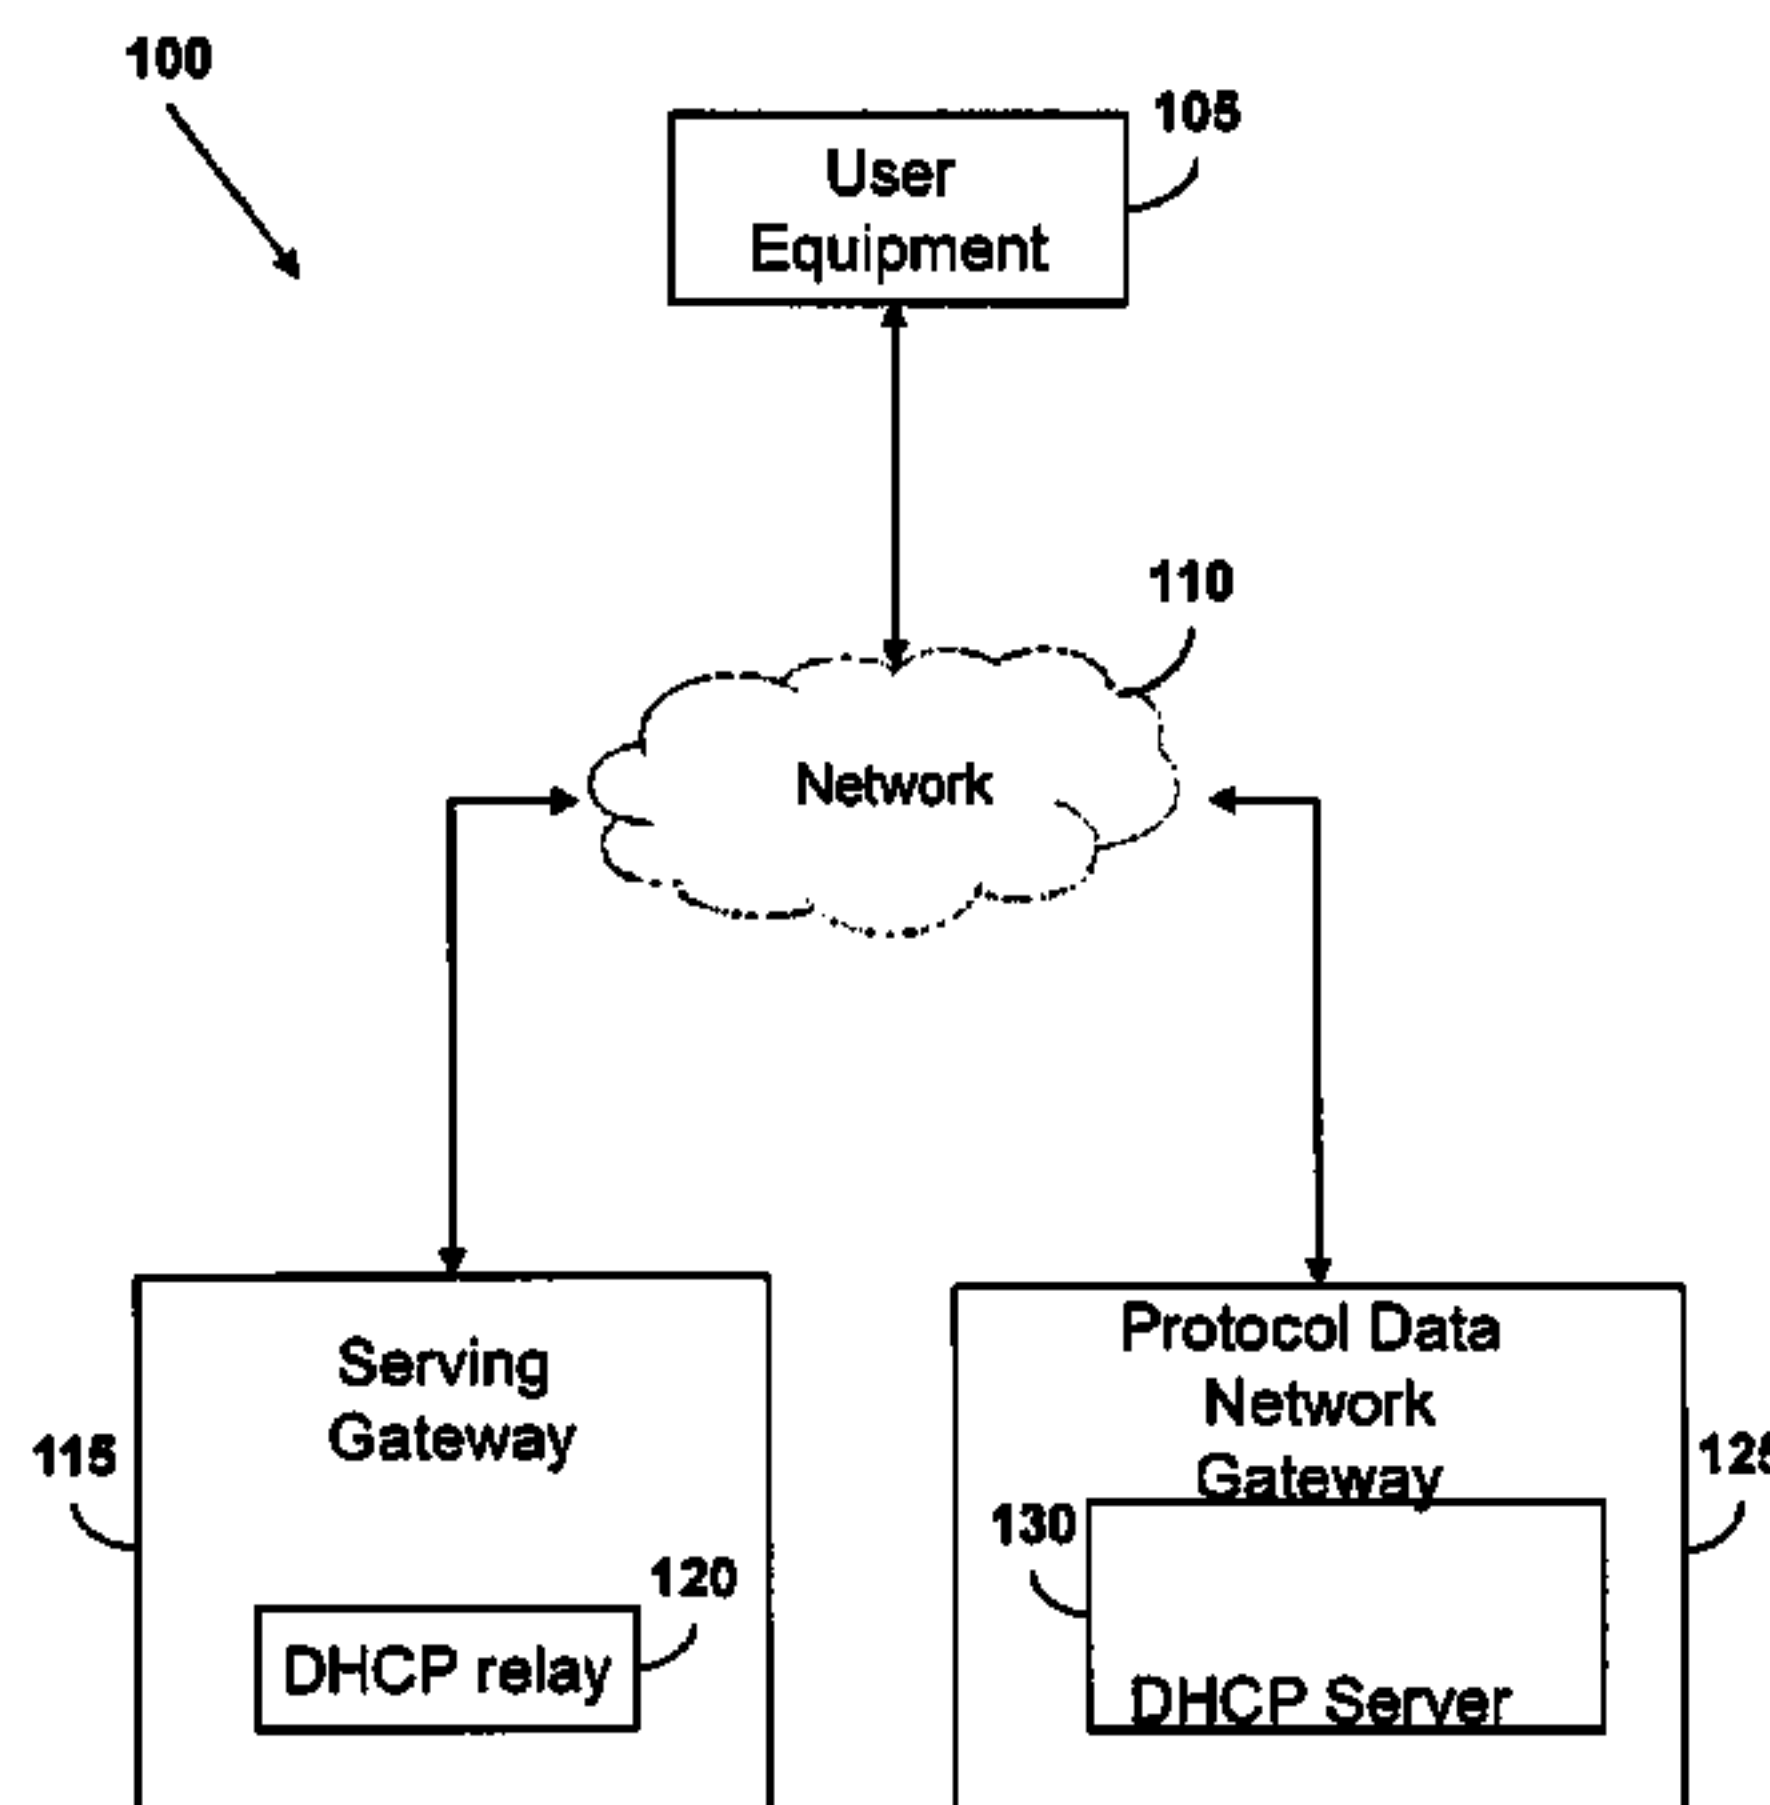 100
105
User
Equipment
110
Network
Serving
Gateway
115
120
DHCP relay
Protocol Data
Network
Gateway
125
130
DHCP Server